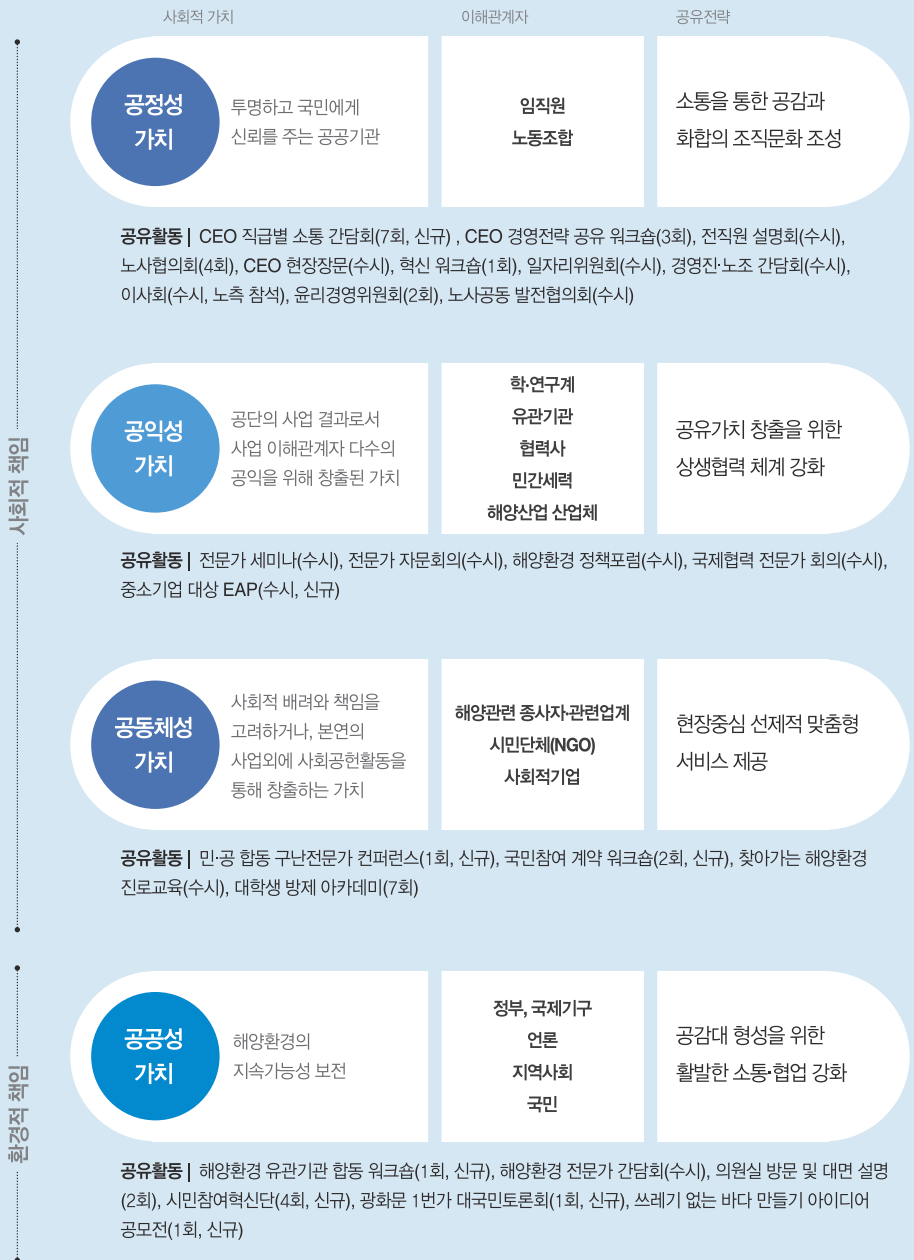 사회적 가치
이해관계자
공유전략
사회적 책임
공정성
가치
투명하고 국민에게
신뢰를 주는 공공기관
임직원
노동조합
소통을 통한 공감과
화합의 조직문화 조성
공유활동 | CEO 직급별 소통 간담회(7회, 신규) , CEO 경영전략 공유 워크숍(3회), 전직원 설명회(수시),
노사협의회(4회), CEO 현장장문(수시), 혁신 워크숍(1회), 일자리위원회(수시), 경영진·노조 간담회(수시),
이사회(수시, 노측 참석), 윤리경영위원회(2회), 노사공동 발전협의회(수시)
공익성
가치
공단의 사업 결과로서
사업 이해관계자 다수의
공익을 위해 창출된 가치
학·연구계
유관기관
협력사
민간세력
해양산업 산업체
공유가치 창출을 위한
상생협력 체계 강화
공유활동 | 전문가 세미나(수시), 전문가 자문회의(수시), 해양환경 정책포럼(수시), 국제협력 전문가 회의(수시),
중소기업 대상 EAP(수시, 신규)
공동체성
가치
사회적 배려와 책임을
고려하거나, 본연의
사업외에 사회공헌활동을
통해 창출하는 가치
해양관련 종사자·관련업계
시민단체(NGO)
사회적기업
현장중심 선제적 맞춤형
서비스 제공
공유활동 | 민·공 합동 구난전문가 컨퍼런스(1회, 신규), 국민참여 계약 워크숍(2회, 신규), 찾아가는 해양환경
진로교육(수시), 대학생 방제 아카데미(7회)
환경적 책임
공공성
가치
해양환경의
지속가능성 보전
정부, 국제기구
언론
지역사회
국민
공감대 형성을 위한
활발한 소통·협업 강화
공유활동 | 해양환경 유관기관 합동 워크숍(1회, 신규), 해양환경 전문가 간담회(수시), 의원실 방문 및 대면 설명
(2회), 시민참여혁신단(4회, 신규), 광화문 1번가 대국민토론회(1회, 신규), 쓰레기 없는 바다 만들기 아이디어
공모전(1회, 신규)